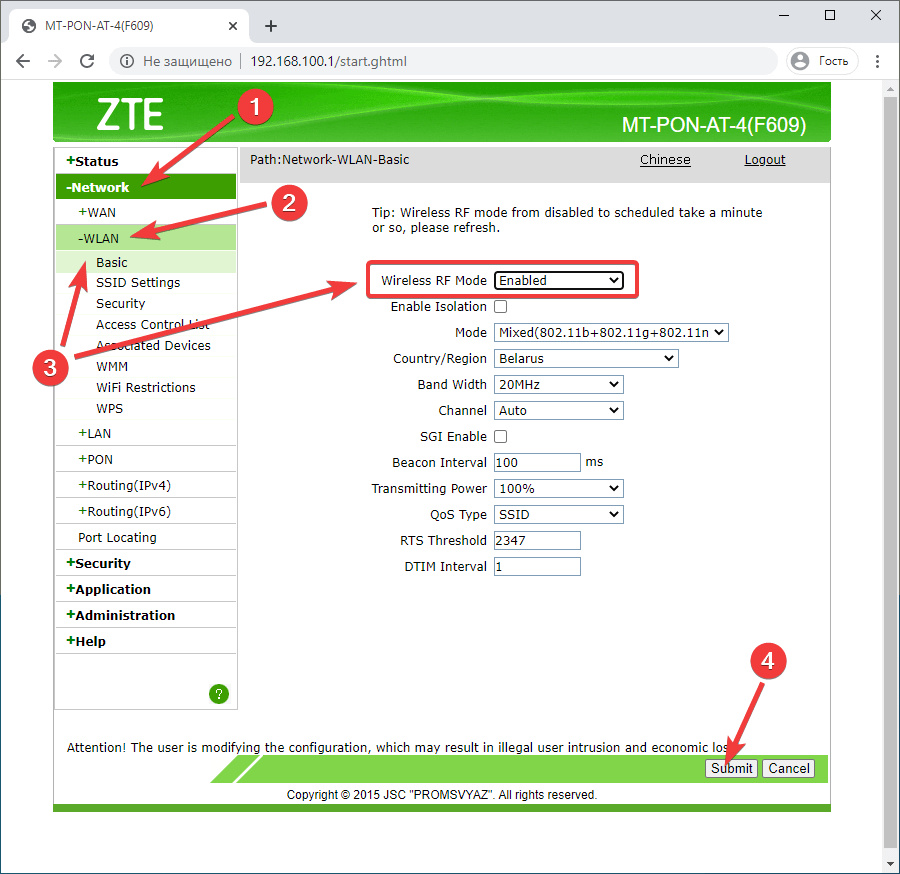 MT-PON-AT-4(F609)
Не защищено 192.168.100.1/start.ghtml Гость
ZTE
1
MT-PON-AT-4(F609)
+Status
Path:Network-WLAN-Basic Chinese Logout
-Network
+WAN
2
Tip: Wireless RF mode from disabled to scheduled take a minute
or so, please refresh.
-WLAN
Basic
SSID Settings
Security
Access Control List
Associated Devices
WMM
WiFi Restrictions
WPS
+LAN
+PON
+Routing(IPv4)
+Routing(IPv6)
Port Locating
+Security
+Application
+Administration
+Help
?
3
Wireless RF Mode Enabled
Enable Isolation
Mode Mixed(802.11b+802.11g+802.11n
Country/Region Belarus
Band Width 20MHz
Channel Auto
SGI Enable
Beacon Interval 100 ms
Transmitting Power 100%
QoS Type SSID
RTS Threshold 2347
DTIM Interval 1
4
Attention! The user is modifying the configuration, which may result in illegal user intrusion and economic los
Submit Cancel
Copyright © 2015 JSC "PROMSVYAZ". All rights reserved.